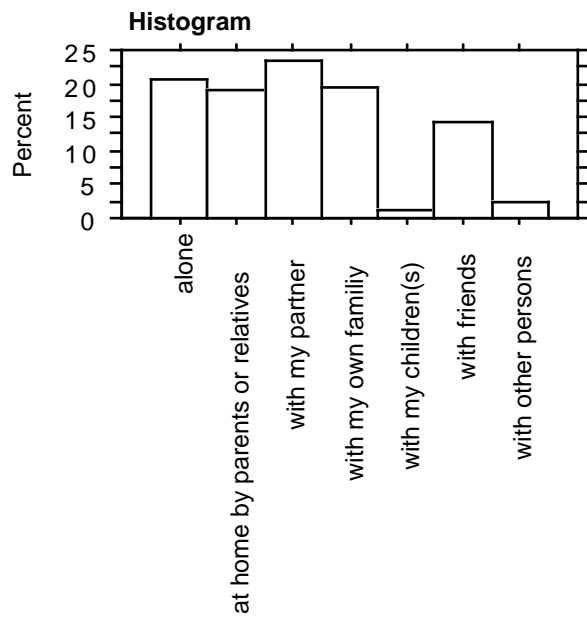 Histogram
25
20
15
10
5
0
Percent
alone
at home by parents or relatives
with my partner
with my own familiy
with my children(s)
with friends
with other persons